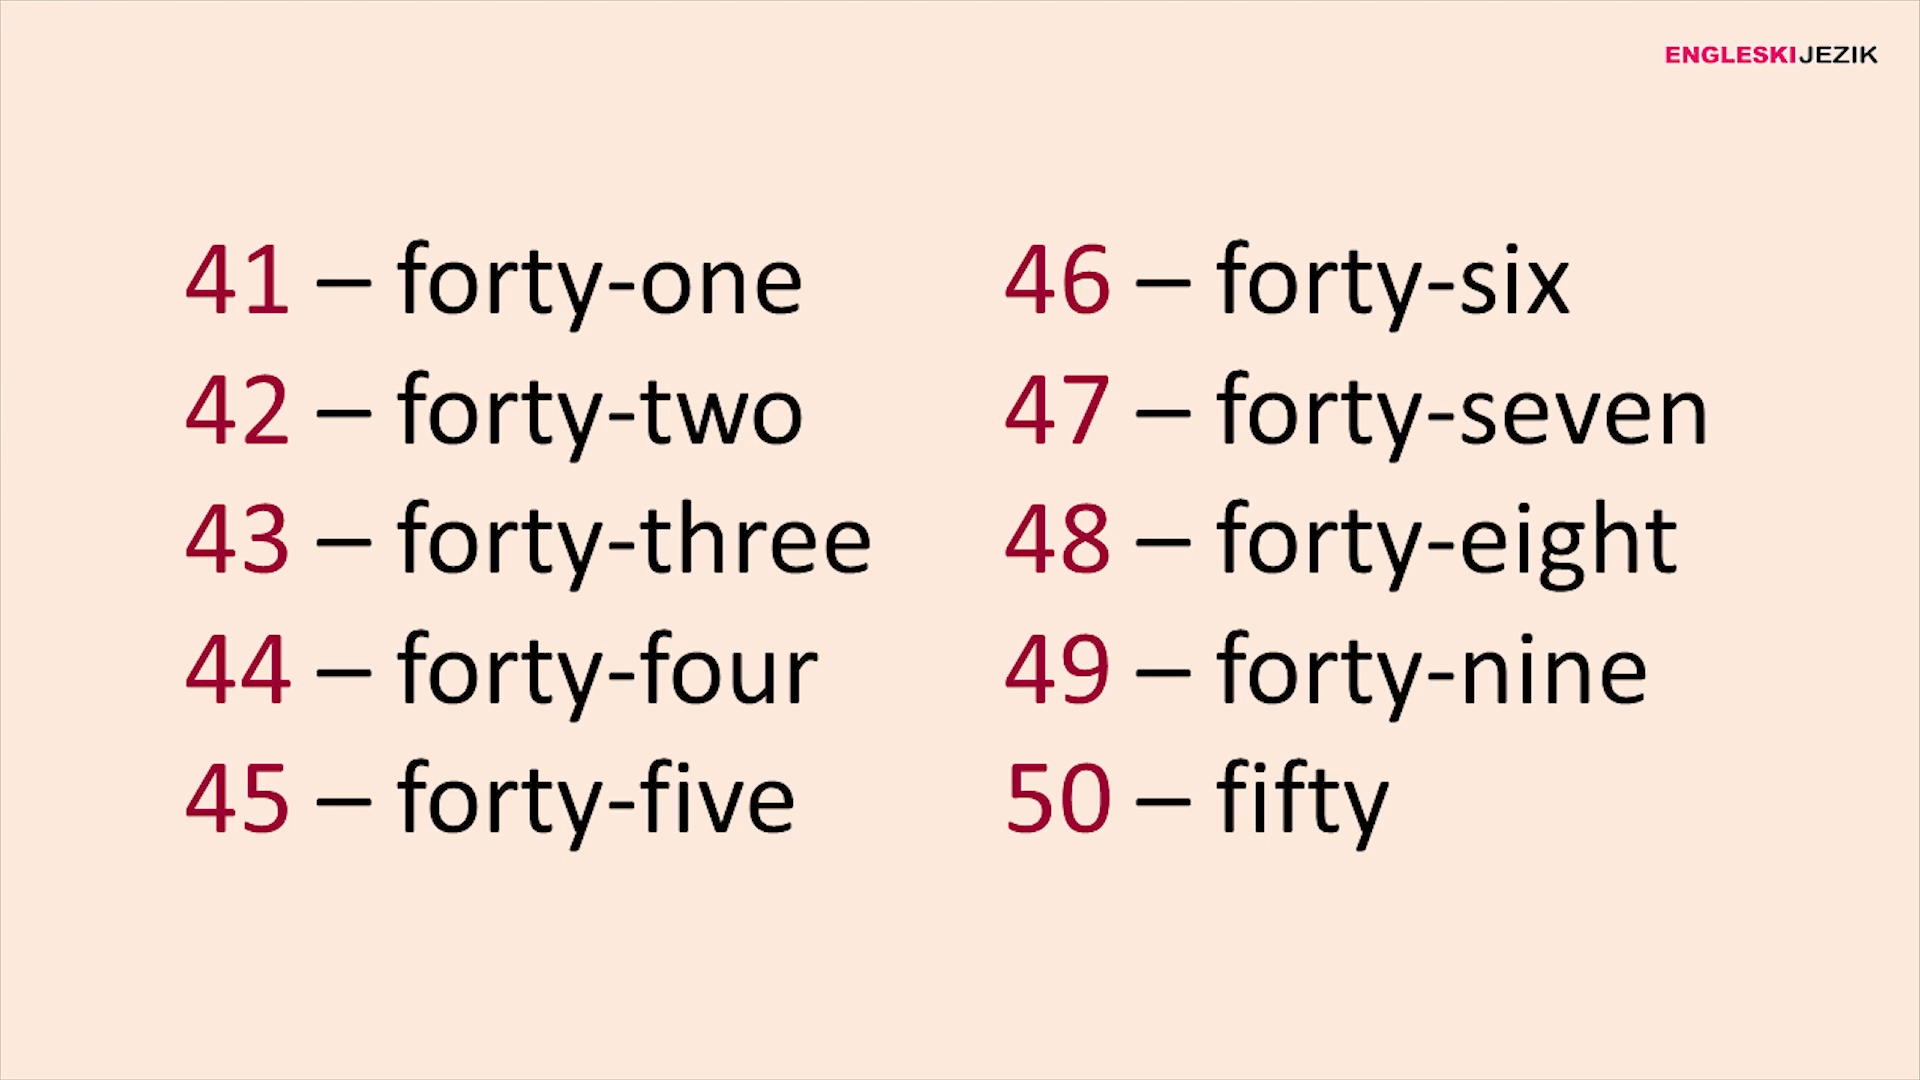 ENGLESKIJEZIK
41 – forty-one
42 – forty-two
43 – forty-three
44 – forty-four
45 – forty-five
46 – forty-six
47 – forty-seven
48 – forty-eight
49 – forty-nine
50 – fifty